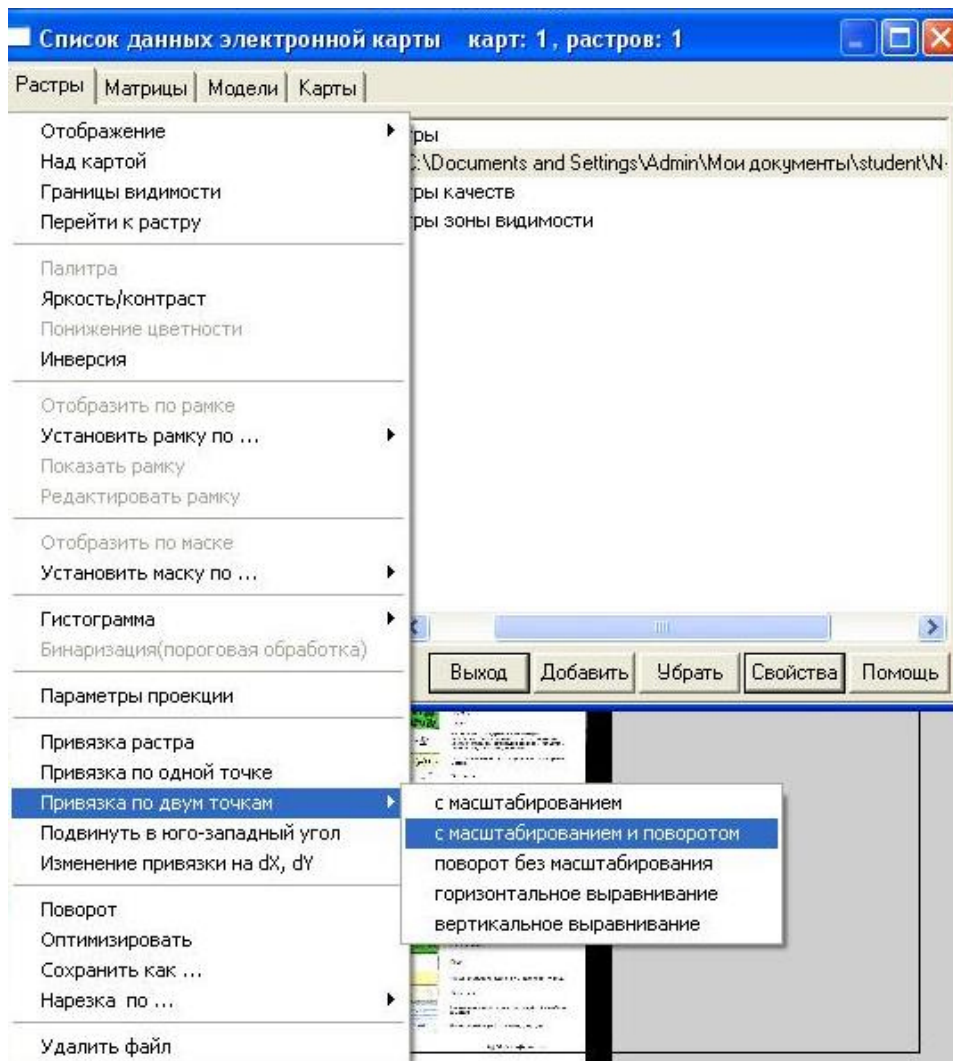 Список данных электронной карты карт: 1, растров: 1
Растры Матрицы Модели Карты
Отображение
Над картой
Границы видимости
Перейти к растру
Палитра
Яркость/контраст
Понижение цветности
Инверсия
Отобразить по рамке
Установить рамку по ...
Показать рамку
Редактировать рамку
Отобразить по маске
Установить маску по ...
Гистограмма
Бинаризация(пороговая обработка)
Параметры проекции
Привязка растра
Привязка по одной точке
Привязка по двум точкам
Подвинуть в юго-западный угол
Изменение привязки на dX, dY
Поворот
Оптимизировать
Сохранить как ...
Нарезка по ...
Удалить файл
ры
:\Documents and Settings\Admin\Мои документы\student\N-
ры качеств
ры зоны видимости
Выход Добавить Убрать Свойства Помощь
с масштабированием
с масштабированием и поворотом
поворот без масштабирования
горизонтальное выравнивание
вертикальное выравнивание